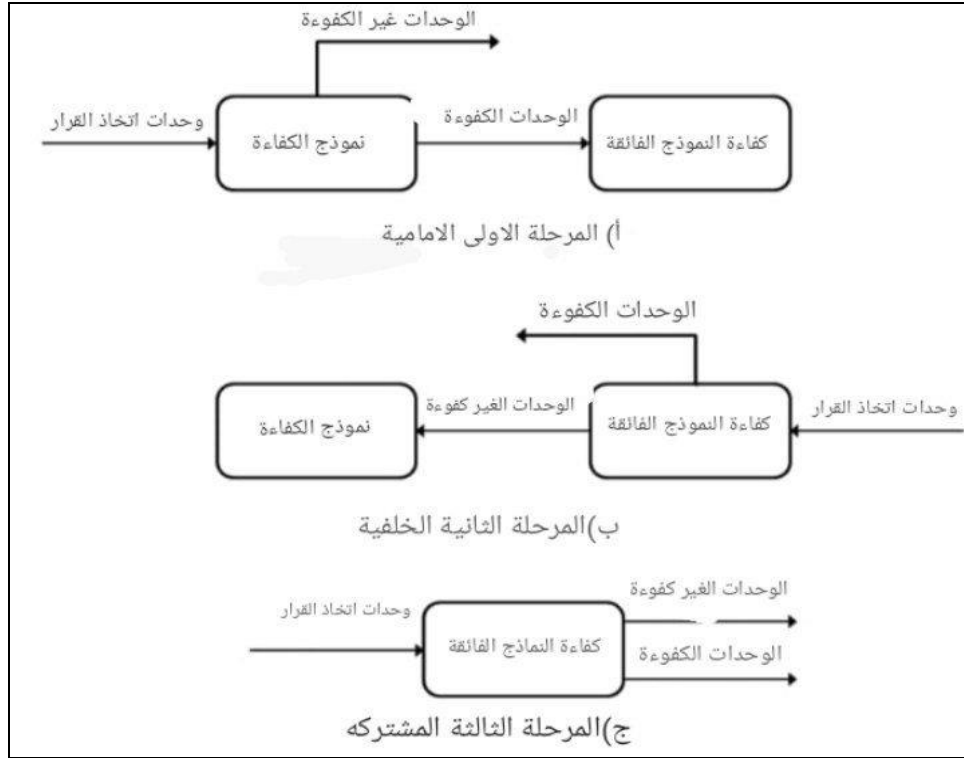 الوحدات غير الكفوءة
وحدات اتخاذ القرار
نموذج الكفاءة
الوحدات الكفوءة
كفاءة النموذج الفائقة
أ) المرحلة الاولى الامامية
الوحدات الكفوءة
وحدات اتخاذ القرار
كفاءة النموذج الفائقة
الوحدات الغير كفوءة
نموذج الكفاءة
ب)المرحلة الثانية الخلفية
وحدات اتخاذ القرار
كفاءة النماذج الفائقة
الوحدات الغير كفوءة
الوحدات الكفوءة
ج)المرحلة الثالثة المشتركه